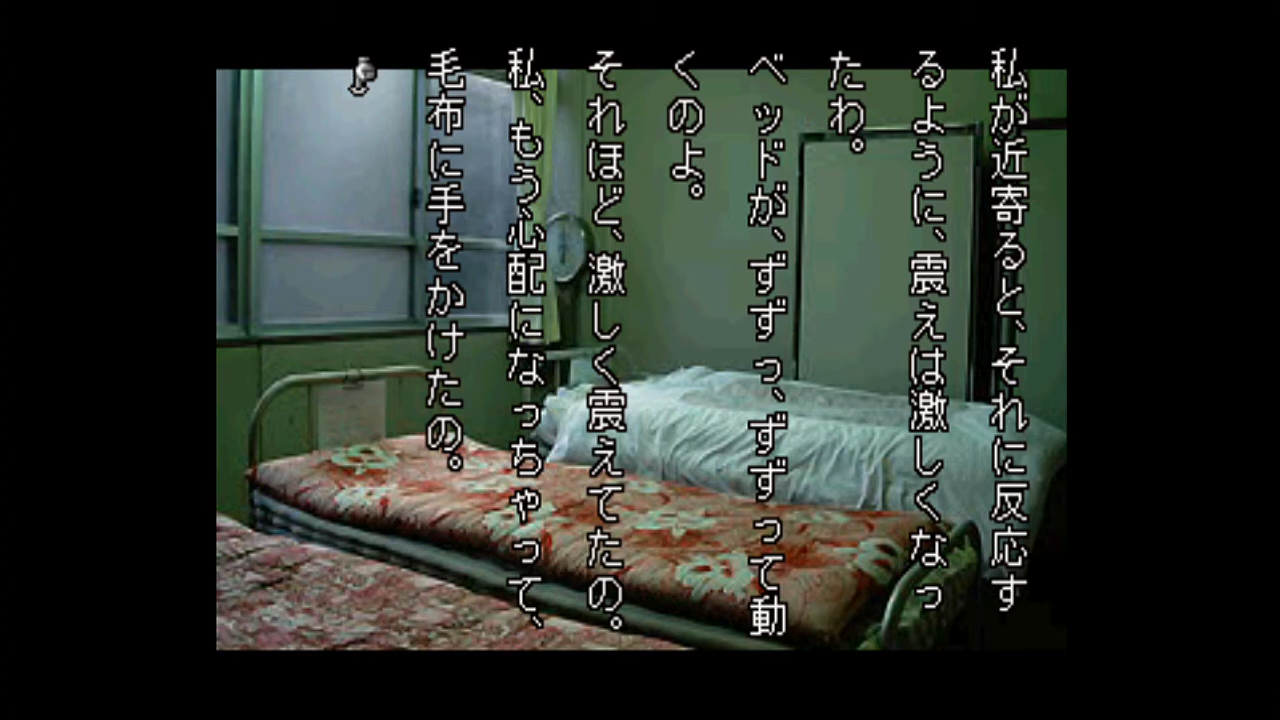 私が近寄ると、それに反応す
るように、震えは激しくなっ
たわ。
ベッドが、ずずっ、ずずって動
くのよ。
それほど、激しく震えてたの。
私、もう心配になっちゃって、
毛布に手をかけたの。